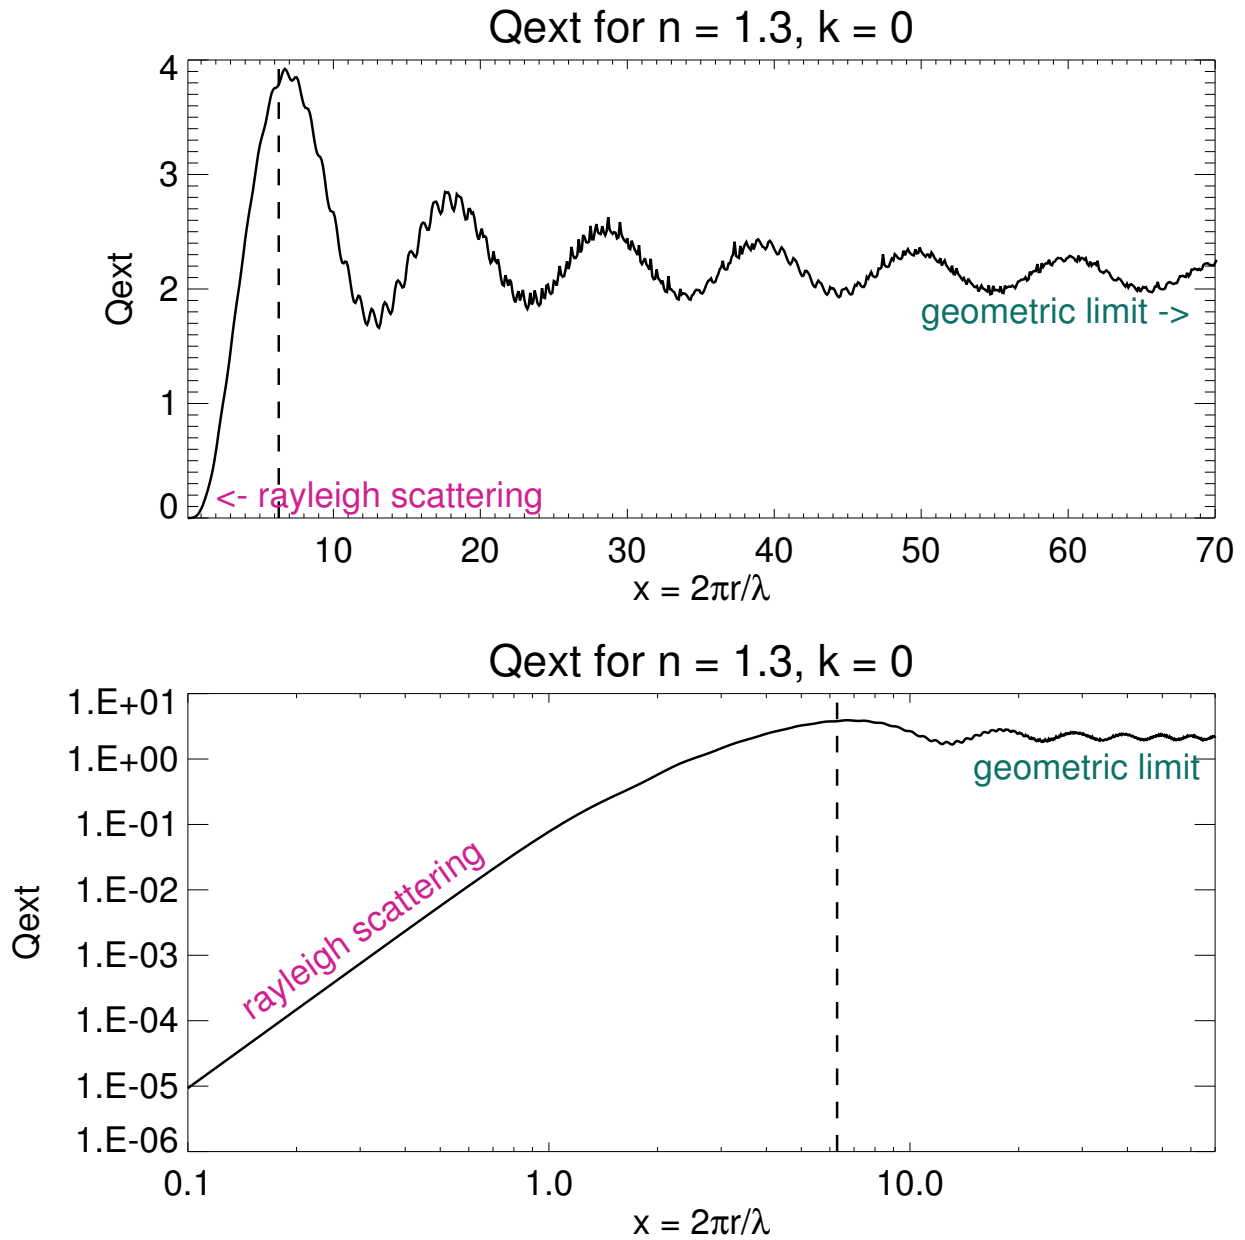 Qext for n = 1.3, k = 0
4
3
2
1
0
Qext
geometric limit ->
<- rayleigh scattering
10 20 30 40 50 60 70
x = 2πr/λ
Qext for n = 1.3, k = 0
1.E+01
1.E+00
1.E-01
1.E-02
1.E-03
1.E-04
1.E-05
1.E-06
Qext
geometric limit
rayleigh scattering
0.1 1.0 10.0
x = 2πr/λ